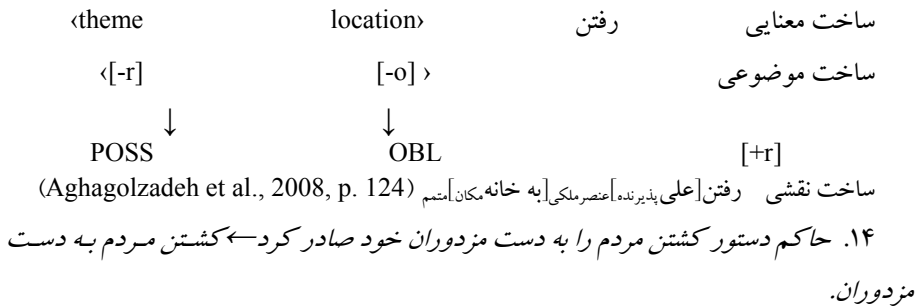 ساخت معنایی رفتن ‹theme location›
ساخت موضوعی ‹[-r] [-o] ›
↓ ↓
POSS OBL [+r]
ساخت نقشی رفتن[علی پذیرنده]عنصرملکی[به خانه مکان]متمم (Aghagolzadeh et al., 2008, p. 124)
۱۴. حاکم دستور کشتن مردم را به دست مزدوران خود صادر کرد←کشتن مردم به دست
مزدوران.